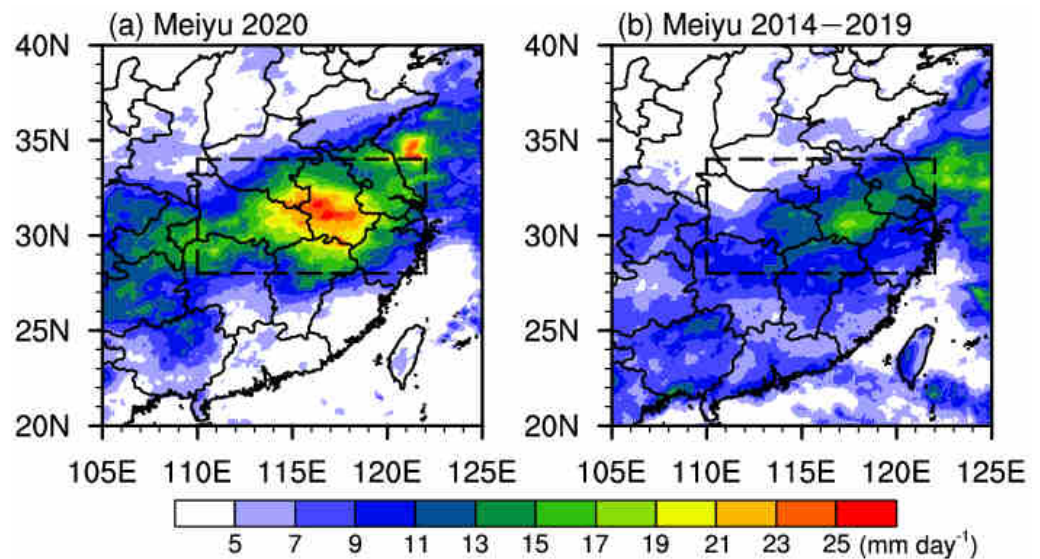 (a) Meiyu 2020
(b) Meiyu 2014−2019
40N
35N
30N
25N
20N
105E 110E 115E 120E 125E
40N
35N
30N
25N
20N
105E 110E 115E 120E 125E
5 7 9 11 13 15 17 19 21 23 25 (mm day⁻¹)